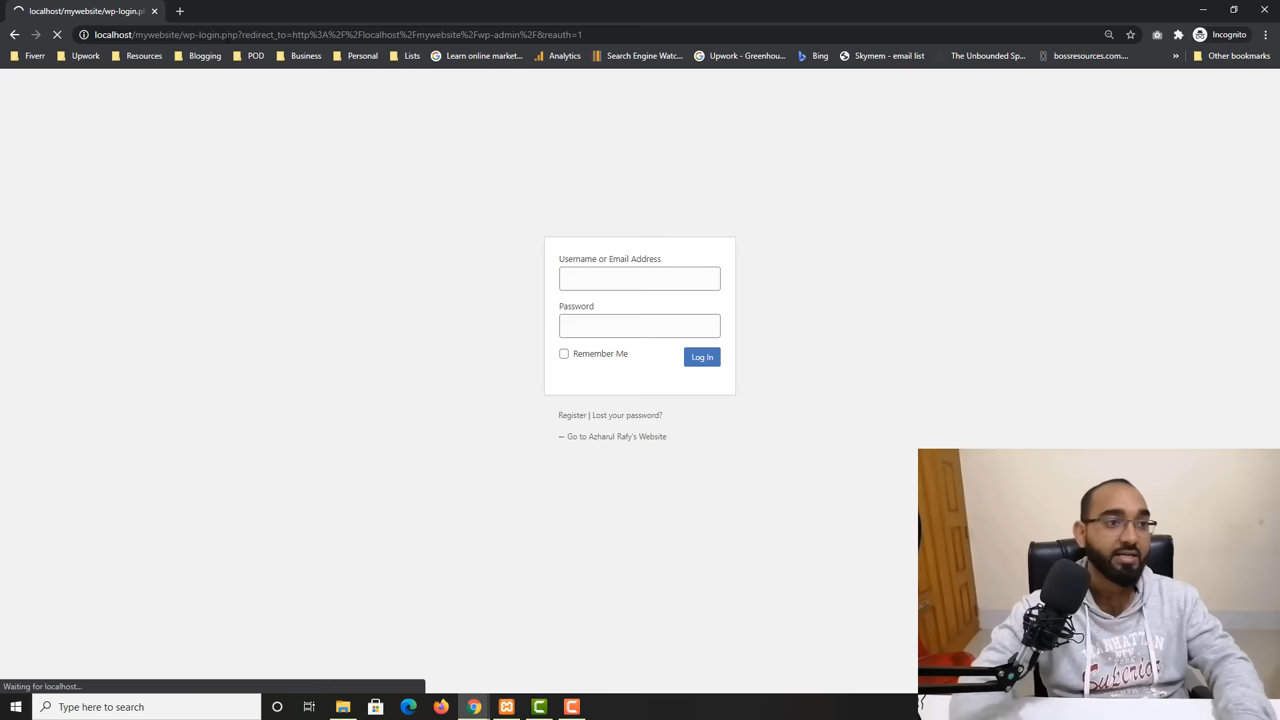 localhost/mywebsite/wp-login.p
localhost/mywebsite/wp-login.php?redirect_to=http%3A%2F%2Flocalhost%2Fmywebsite%2Fwp-admin%2F&reauth=1
Incognito
Fiverr
Upwork
Resources
Blogging
POD
Business
Personal
Lists
Learn online market...
Analytics
Search Engine Watc...
Upwork - Greenhou...
Bing
Skymem - email list
The Unbounded Sp...
bossresources.com....
»
Other bookmarks
Username or Email Address
Password
Remember Me
Log In
Register | Lost your password?
← Go to Azharul Rafy's Website
MANHATTAN
NEW
Superior
Waiting for localhost...
Type here to search